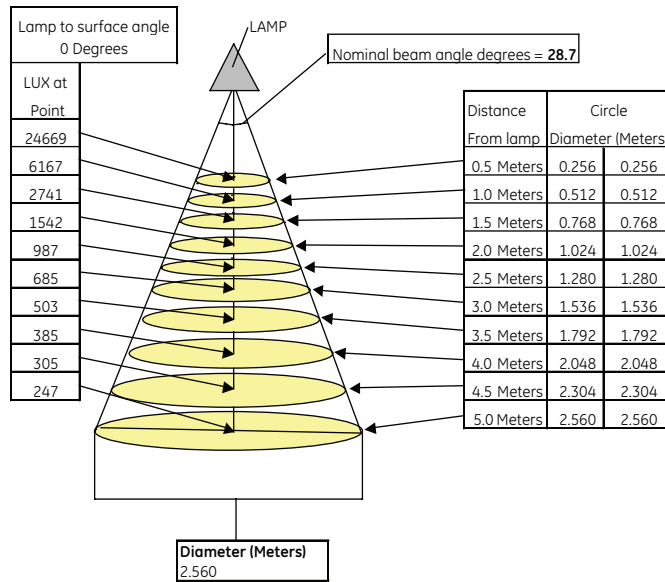 Lamp to surface angle
0 Degrees
LAMP
Nominal beam angle degrees = 28.7
LUX at
Point
24669
6167
2741
1542
987
685
503
385
305
247
Distance Circle
From lamp Diameter (Meters
0.5 Meters 0.256 0.256
1.0 Meters 0.512 0.512
1.5 Meters 0.768 0.768
2.0 Meters 1.024 1.024
2.5 Meters 1.280 1.280
3.0 Meters 1.536 1.536
3.5 Meters 1.792 1.792
4.0 Meters 2.048 2.048
4.5 Meters 2.304 2.304
5.0 Meters 2.560 2.560
Diameter (Meters)
2.560